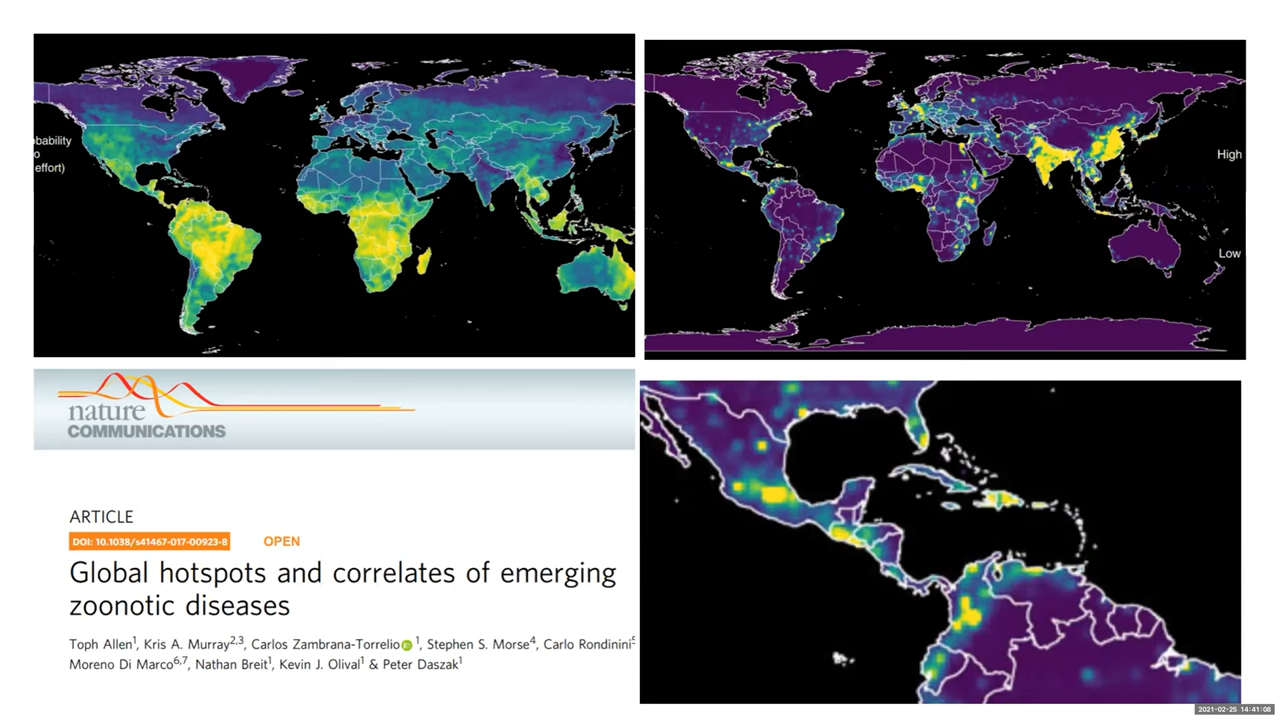 obability
o
effort)
High
Low
nature
COMMUNICATIONS
ARTICLE
DOI: 10.1038/s41467-017-00923-8 OPEN
Global hotspots and correlates of emerging
zoonotic diseases
Toph Allen1, Kris A. Murray2,3, Carlos Zambrana-Torrelio 1, Stephen S. Morse4, Carlo Rondinini5
Moreno Di Marco6,7, Nathan Breit1, Kevin J. Olival1 & Peter Daszak1
2021-02-25 14:41:08